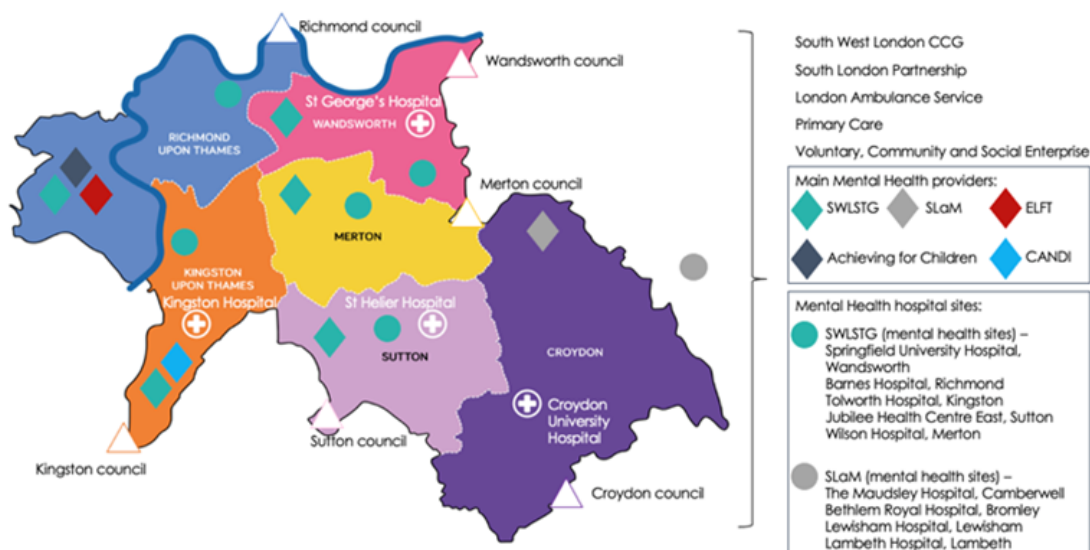 Richmond council
Wandsworth council
St George's Hospital
WANDSWORTH
RICHMOND
UPON THAMES
Merton council
MERTON
KINGSTON
UPON THAMES
Kingston Hospital
St Helier Hospital
SUTTON
CROYDON
Croydon
University
Hospital
Sutton council
Kingston council
Croydon council
South West London CCG
South London Partnership
London Ambulance Service
Primary Care
Voluntary, Community and Social Enterprise
Main Mental Health providers:
SWLSTG
SLaM
ELFT
Achieving for Children
CANDI
Mental Health hospital sites:
SWLSTG (mental health sites) –
Springfield University Hospital,
Wandsworth
Barnes Hospital, Richmond
Tolworth Hospital, Kingston
Jubilee Health Centre East, Sutton
Wilson Hospital, Merton
SLaM (mental health sites) –
The Maudsley Hospital, Camberwell
Bethlem Royal Hospital, Bromley
Lewisham Hospital, Lewisham
Lambeth Hospital, Lambeth